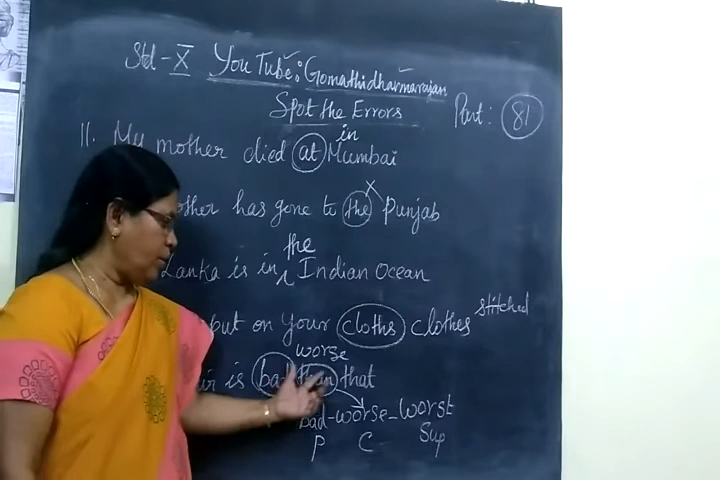 Std - X YouTube: Gomathidharmarajan
Spot the Errors Part: 81
in
11. My mother died at Mumbai
X
has gone to the Punjab
the
Lanka is in Indian Ocean
stitched
put on your cloths clothes
worse
is than that
bad - worse - worst
P C Sup